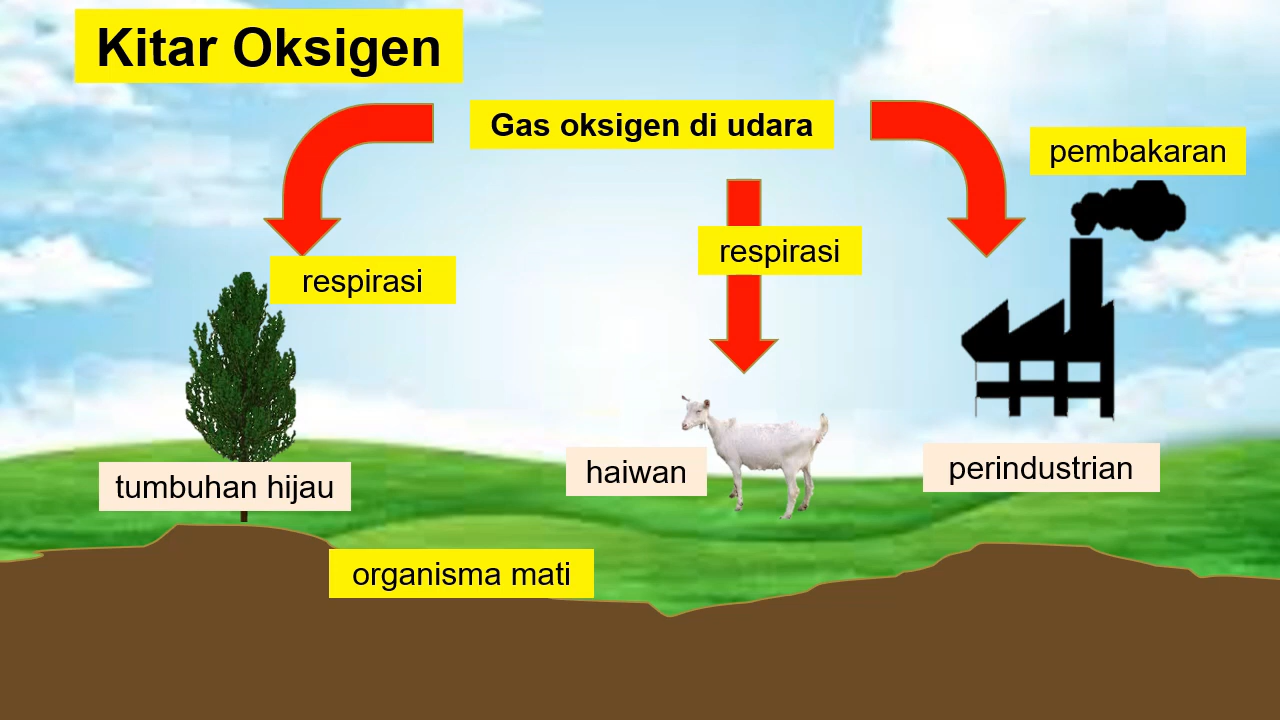 Kitar Oksigen
Gas oksigen di udara
pembakaran
respirasi
respirasi
haiwan
perindustrian
tumbuhan hijau
organisma mati